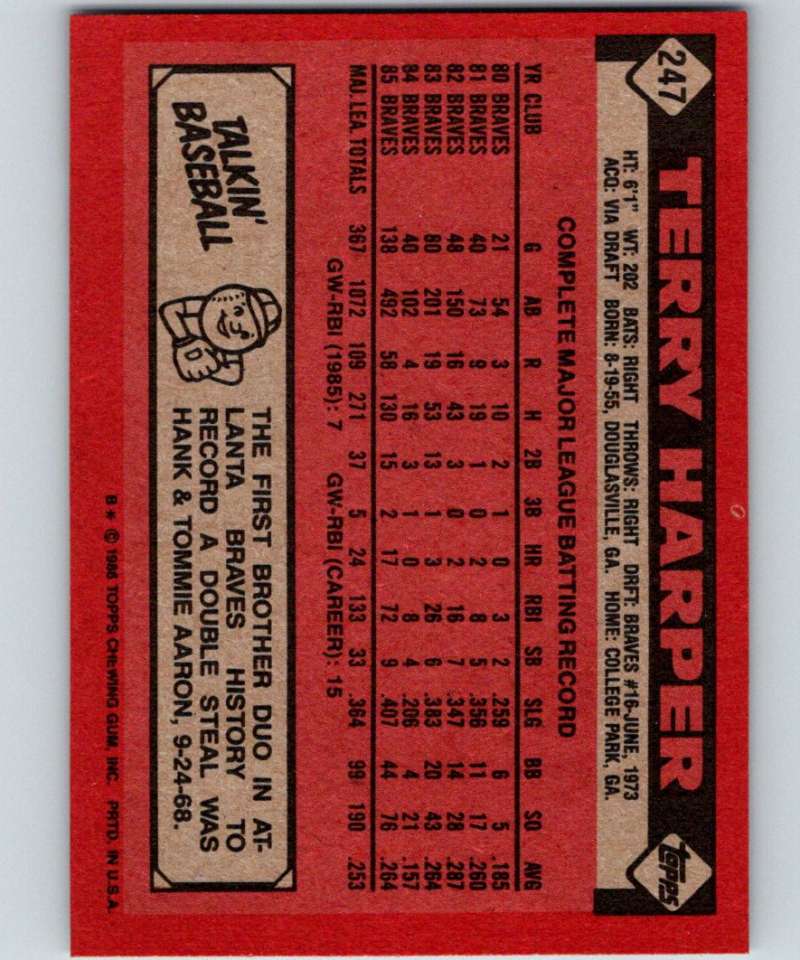 247
TERRY HARPER
topps
HT: 6'1" WT: 202 BATS: RIGHT THROWS: RIGHT DRFT: BRAVES #16-JUNE, 1973
ACQ: VIA DRAFT BORN: 8-19-55, DOUGLASVILLE, GA. HOME: COLLEGE PARK, GA.
COMPLETE MAJOR LEAGUE BATTING RECORD
YR CLUB G AB R H 2B 3B HR RBI SB SLG BB SO AVG
80 BRAVES 21 54 3 10 2 1 0 3 2 .259 6 5 .185
81 BRAVES 40 73 9 19 1 0 2 8 5 .356 11 17 .260
82 BRAVES 48 150 16 43 3 0 2 16 7 .347 14 28 .287
83 BRAVES 80 201 19 53 13 1 3 26 6 .383 20 43 .264
84 BRAVES 40 102 4 16 3 1 0 8 4 .206 4 21 .157
85 BRAVES 138 492 58 130 15 2 17 72 9 .407 44 76 .264
MAJ. LEA. TOTALS 367 1072 109 271 37 5 24 133 33 .364 99 190 .253
GW-RBI (1985): 7 GW-RBI (CAREER): 15
TALKIN'
BASEBALL
THE FIRST BROTHER DUO IN AT-
LANTA BRAVES HISTORY TO
RECORD A DOUBLE STEAL WAS
HANK & TOMMIE AARON, 9-24-68.
B* © 1986 TOPPS CHEWING GUM, INC. PRTD. IN U.S.A.